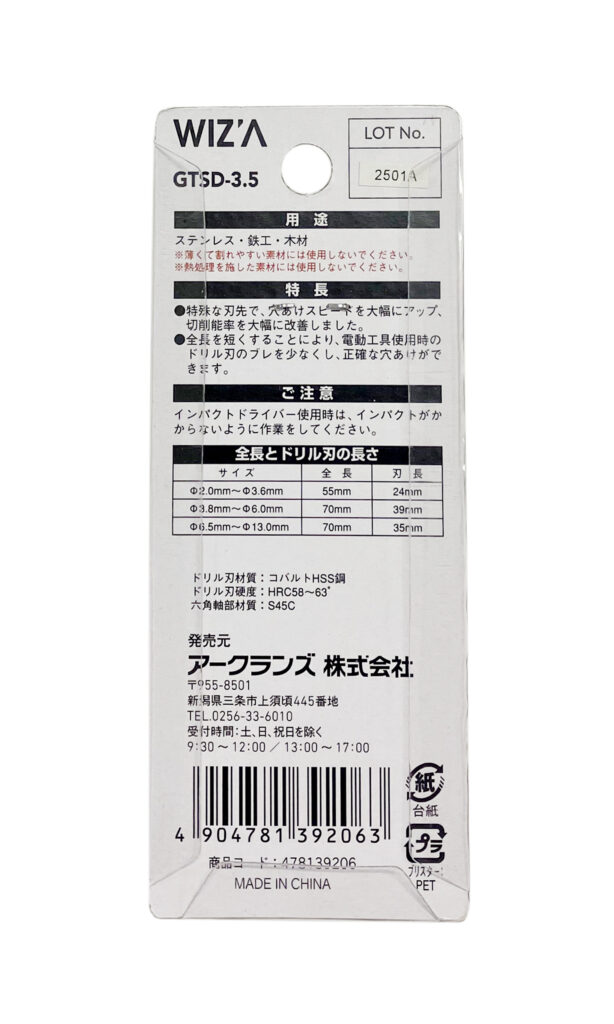 WIZ'A
LOT No.
GTSD-3.5
2501A
用途
ステンレス・鉄工・木材
※薄くて割れやすい素材には使用しないでください。
※熱処理を施した素材には使用しないでください。
特長
●特殊な刃先で、穴あけスピードを大幅にアップ、
切削能率を大幅に改善しました。
●全長を短くすることにより、電動工具使用時の
ドリル刃のブレを少なくし、正確な穴あけがで
きます。
ご注意
インパクトドライバー使用時は、インパクトがか
からないように作業をしてください。
全長とドリル刃の長さ
サイズ 全長 刃長
Φ2.0mm〜Φ3.6mm 55mm 24mm
Φ3.8mm〜Φ6.0mm 70mm 39mm
Φ6.5mm〜Φ13.0mm 70mm 35mm
ドリル刃材質：コバルトHSS鋼
ドリル刃硬度：HRC58〜63°
六角軸部材質：S45C
発売元
アークランズ 株式会社
〒955-8501
新潟県三条市上須頃445番地
TEL.0256-33-6010
受付時間：土、日、祝日を除く
9:30〜12:00／13:00〜17:00
4 904781 392063
商品コード：478139206
MADE IN CHINA
紙
台紙
プラ
ブリスター：
PET